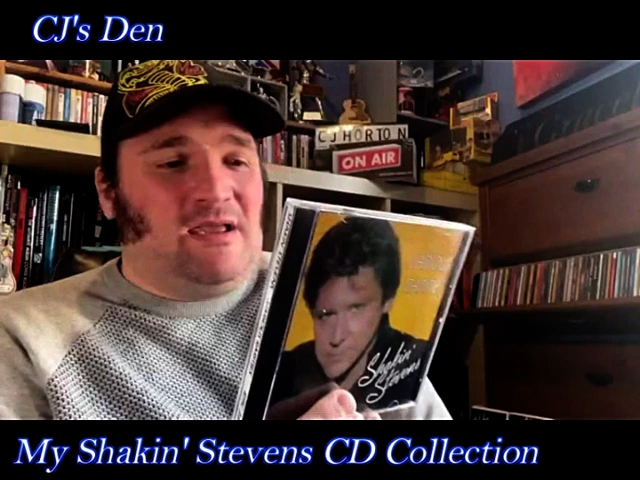 CJ's Den
CJ HORTON
ON AIR
Shakin'
Stevens
My Shakin' Stevens CD Collection